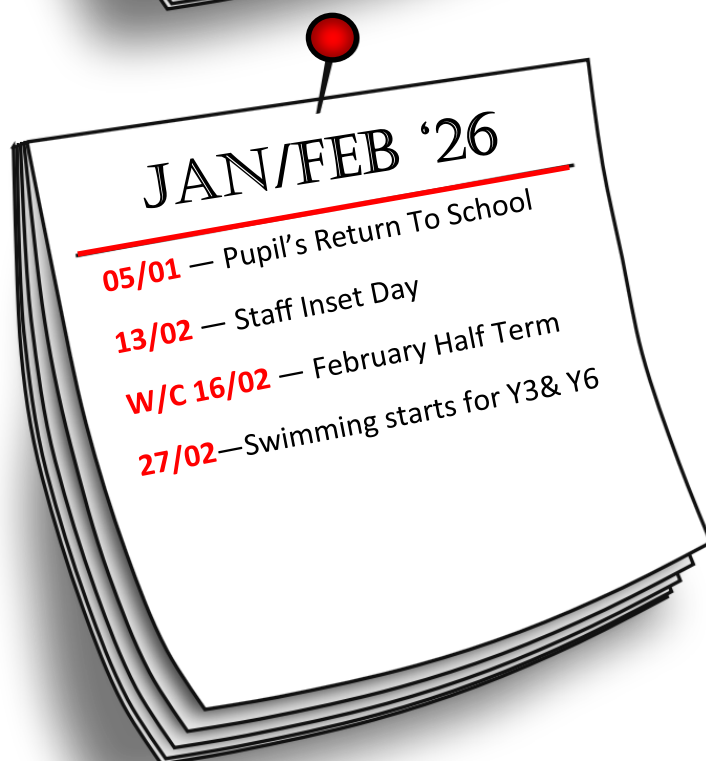 JAN/FEB ‘26
05/01 — Pupil’s Return To School
13/02 — Staff Inset Day
W/C 16/02 — February Half Term
27/02—Swimming starts for Y3& Y6